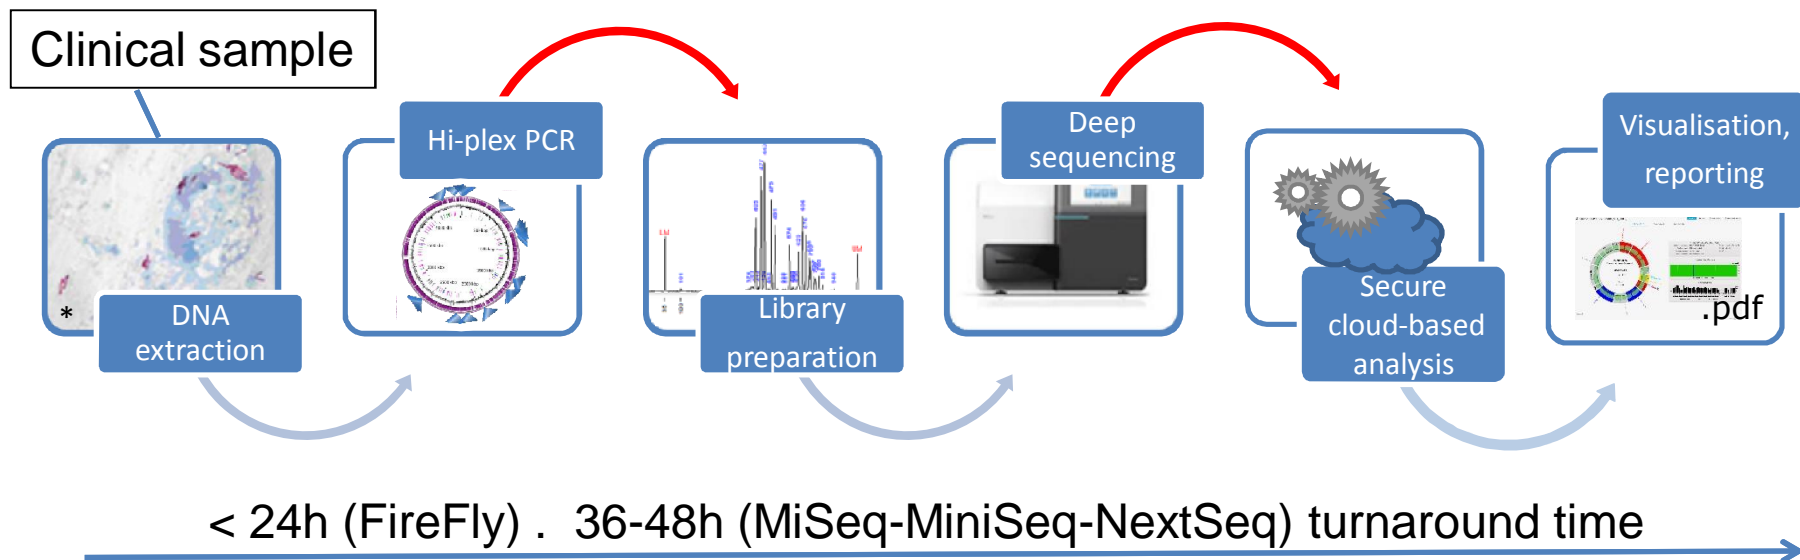 Clinical sample
*
DNA
extraction
Hi-plex PCR
Library
preparation
Deep
sequencing
Secure
cloud-based
analysis
Visualisation,
reporting
.pdf
< 24h (FireFly) . 36-48h (MiSeq-MiniSeq-NextSeq) turnaround time